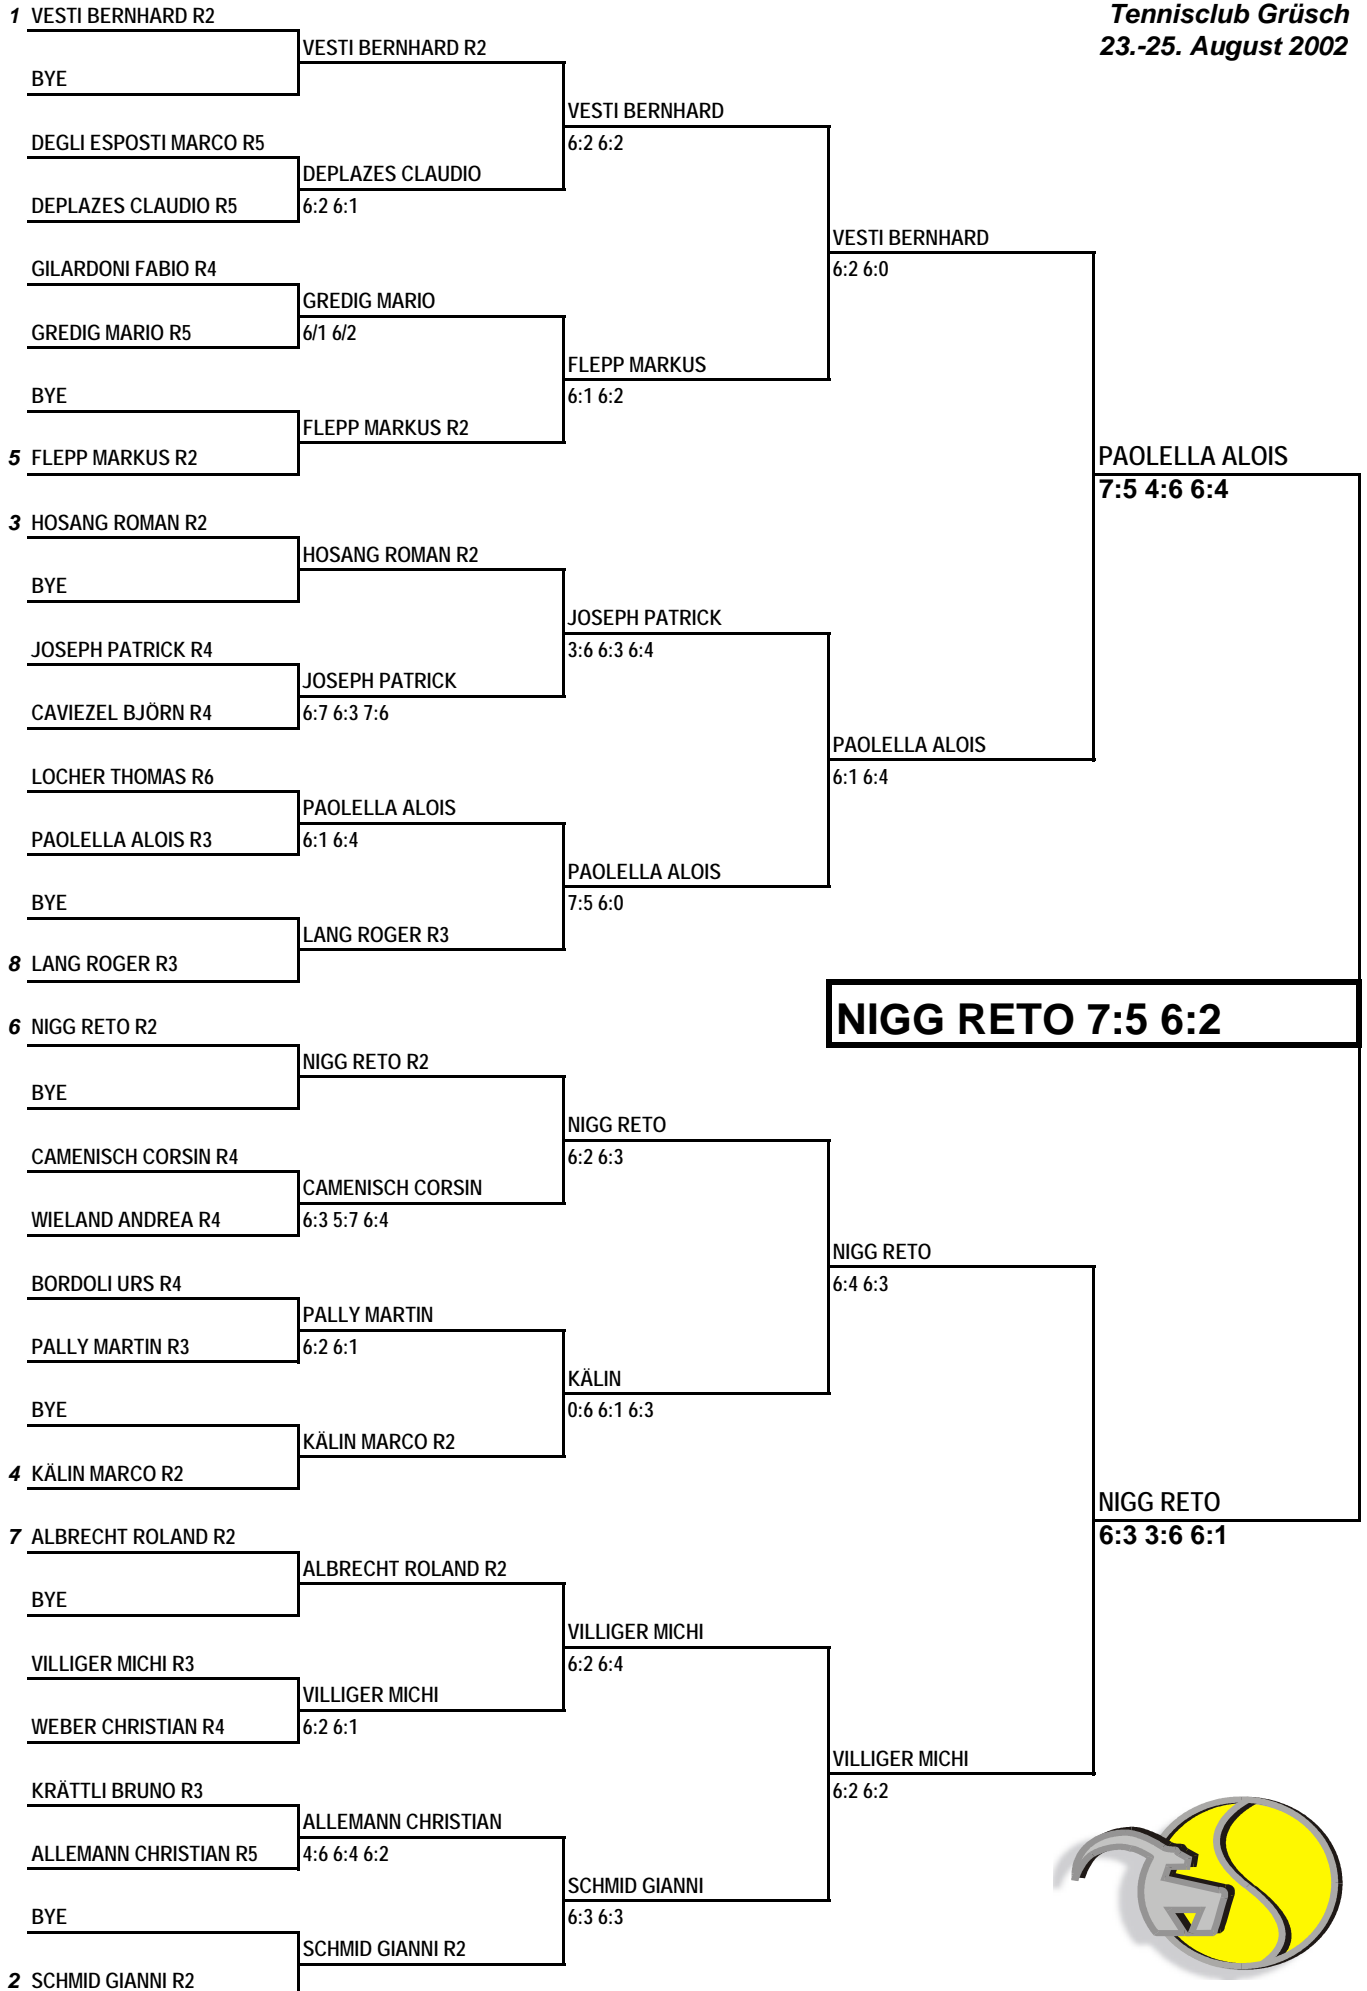 Tennisclub Grüsch
23.-25. August 2002
1 VESTI BERNHARD R2
VESTI BERNHARD R2
BYE
VESTI BERNHARD
6:2 6:2
DEGLI ESPOSTI MARCO R5
DEPLAZES CLAUDIO
6:2 6:1
DEPLAZES CLAUDIO R5
VESTI BERNHARD
6:2 6:0
GILARDONI FABIO R4
GREDIG MARIO
6/1 6/2
GREDIG MARIO R5
FLEPP MARKUS
6:1 6:2
BYE
FLEPP MARKUS R2
5 FLEPP MARKUS R2
PAOLELLA ALOIS
7:5 4:6 6:4
3 HOSANG ROMAN R2
HOSANG ROMAN R2
BYE
JOSEPH PATRICK
3:6 6:3 6:4
JOSEPH PATRICK R4
JOSEPH PATRICK
6:7 6:3 7:6
CAVIEZEL BJÖRN R4
PAOLELLA ALOIS
6:1 6:4
LOCHER THOMAS R6
PAOLELLA ALOIS
6:1 6:4
PAOLELLA ALOIS R3
PAOLELLA ALOIS
7:5 6:0
BYE
LANG ROGER R3
8 LANG ROGER R3
NIGG RETO 7:5 6:2
6 NIGG RETO R2
NIGG RETO R2
BYE
NIGG RETO
6:2 6:3
CAMENISCH CORSIN R4
CAMENISCH CORSIN
6:3 5:7 6:4
WIELAND ANDREA R4
NIGG RETO
6:4 6:3
BORDOLI URS R4
PALLY MARTIN
6:2 6:1
PALLY MARTIN R3
KÄLIN
0:6 6:1 6:3
BYE
KÄLIN MARCO R2
4 KÄLIN MARCO R2
NIGG RETO
6:3 3:6 6:1
7 ALBRECHT ROLAND R2
ALBRECHT ROLAND R2
BYE
VILLIGER MICHI
6:2 6:4
VILLIGER MICHI R3
VILLIGER MICHI
6:2 6:1
WEBER CHRISTIAN R4
VILLIGER MICHI
6:2 6:2
KRÄTTLI BRUNO R3
ALLEMANN CHRISTIAN
4:6 6:4 6:2
ALLEMANN CHRISTIAN R5
SCHMID GIANNI
6:3 6:3
BYE
SCHMID GIANNI R2
2 SCHMID GIANNI R2